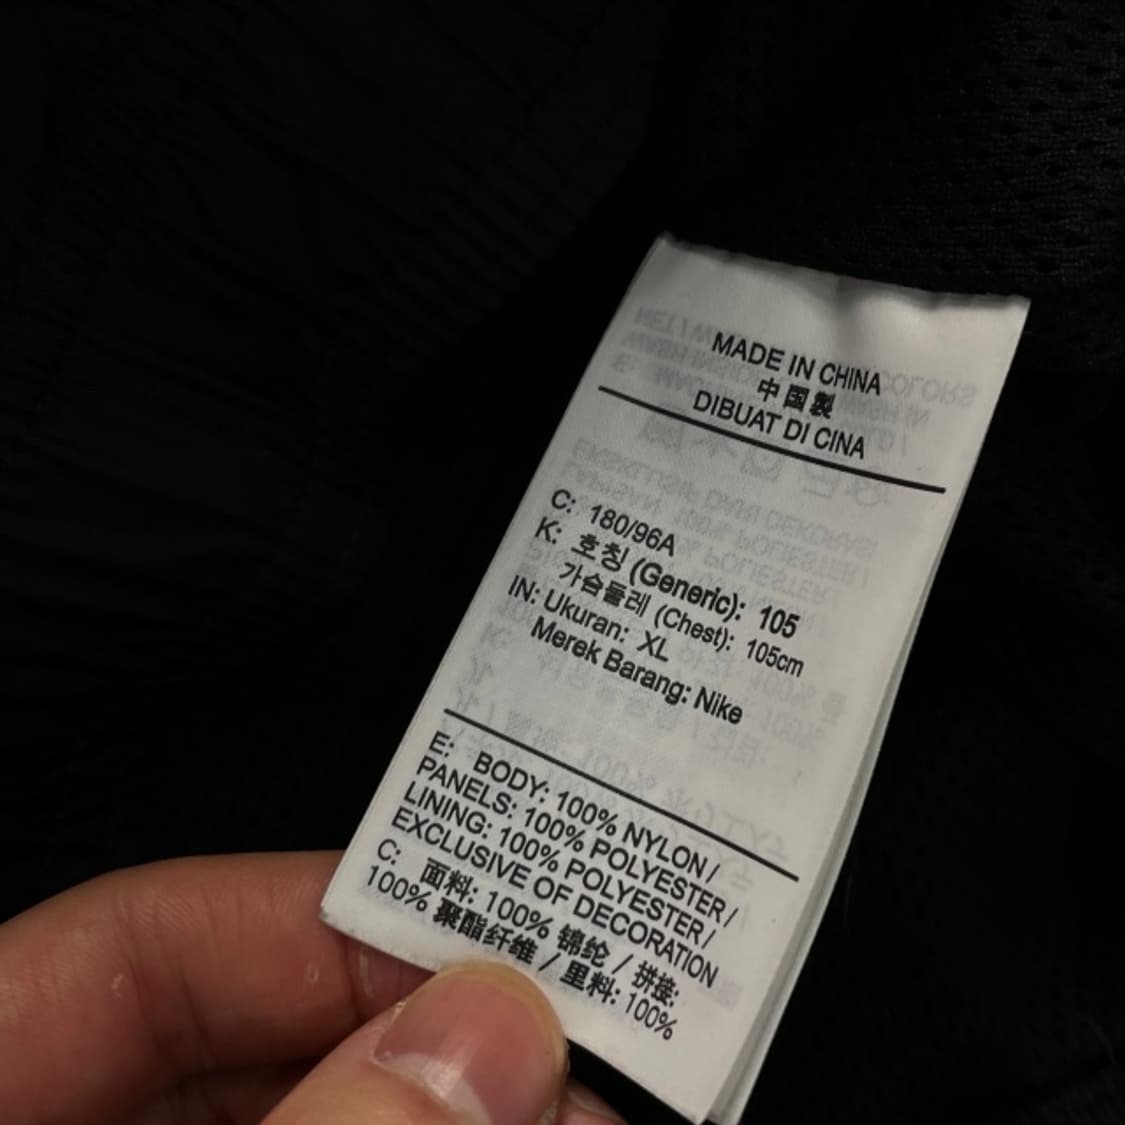 MADE IN CHINA
中国製
DIBUAT DI CINA
C: 180/96A
K: 호칭 (Generic): 105
가슴둘레 (Chest): 105cm
IN: Ukuran: XL
Merek Barang: Nike
E: BODY: 100% NYLON/
PANELS: 100% POLYESTER/
LINING: 100% POLYESTER/
EXCLUSIVE OF DECORATION
C: 面料: 100% 锦纶 / 拼接:
100% 聚酯纤维 / 里料: 100%